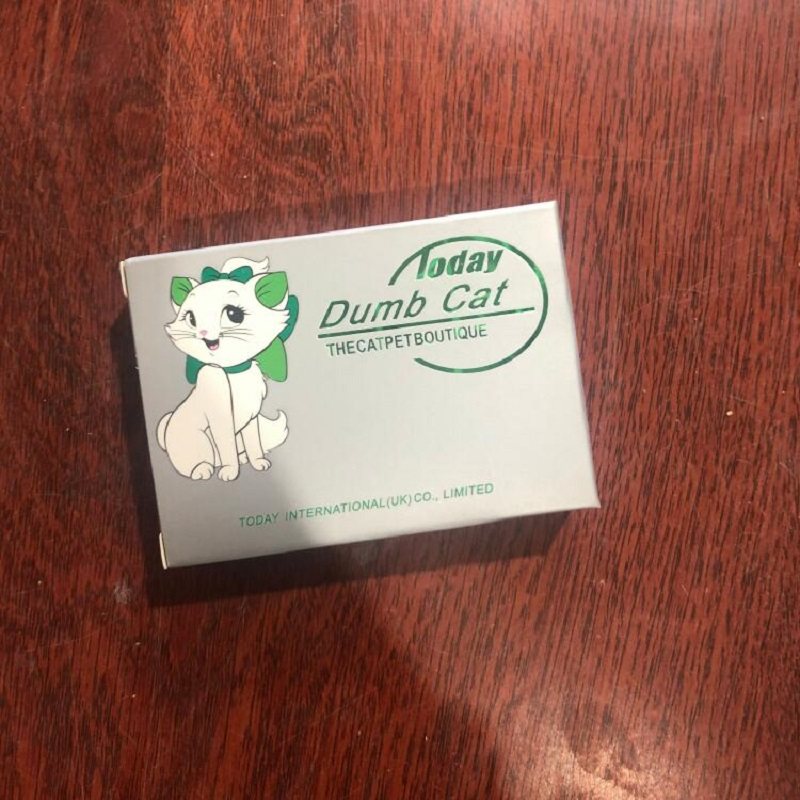 Today
Dumb Cat
THECATPETBOUTIQUE
TODAY INTERNATIONAL(UK)CO., LIMITED